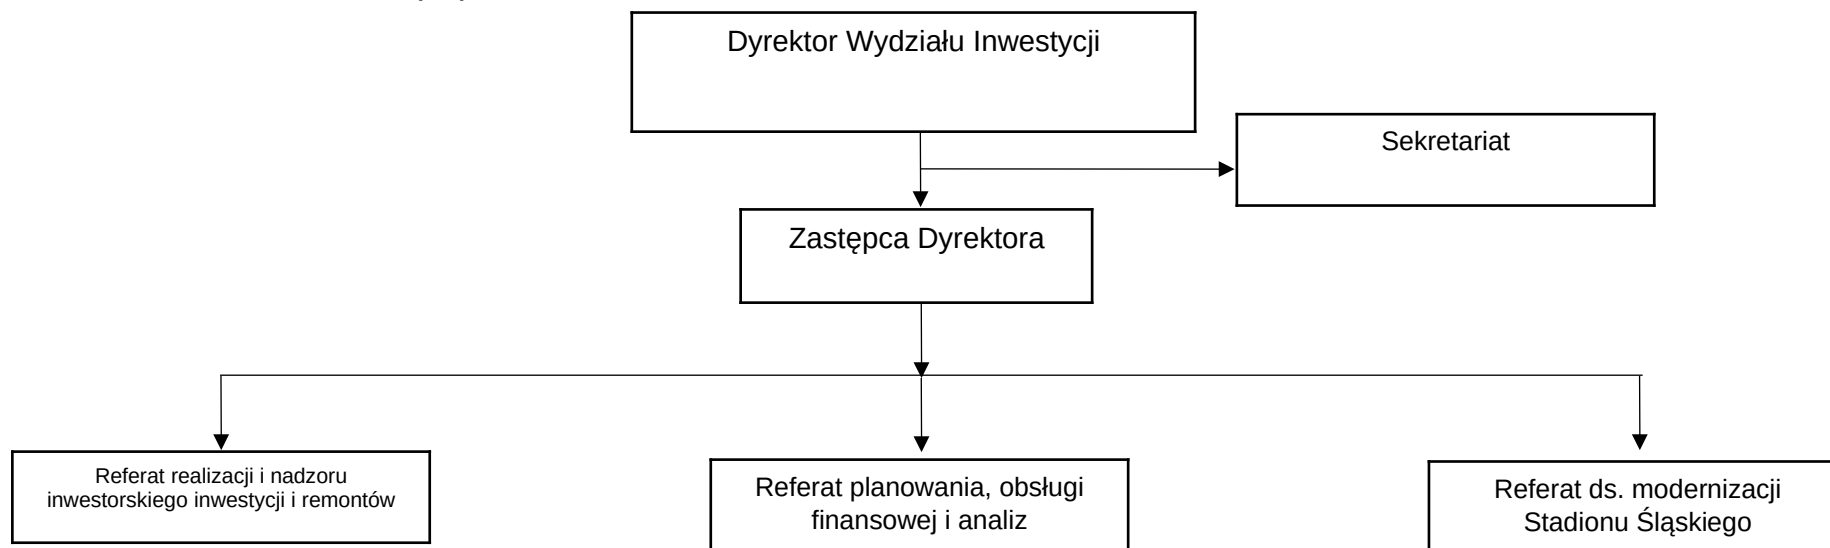 Dyrektor Wydziału Inwestycji
Sekretariat
Zastępca Dyrektora
Referat realizacji i nadzoru
inwestorskiego inwestycji i remontów
Referat planowania, obsługi
finansowej i analiz
Referat ds. modernizacji
Stadionu Śląskiego